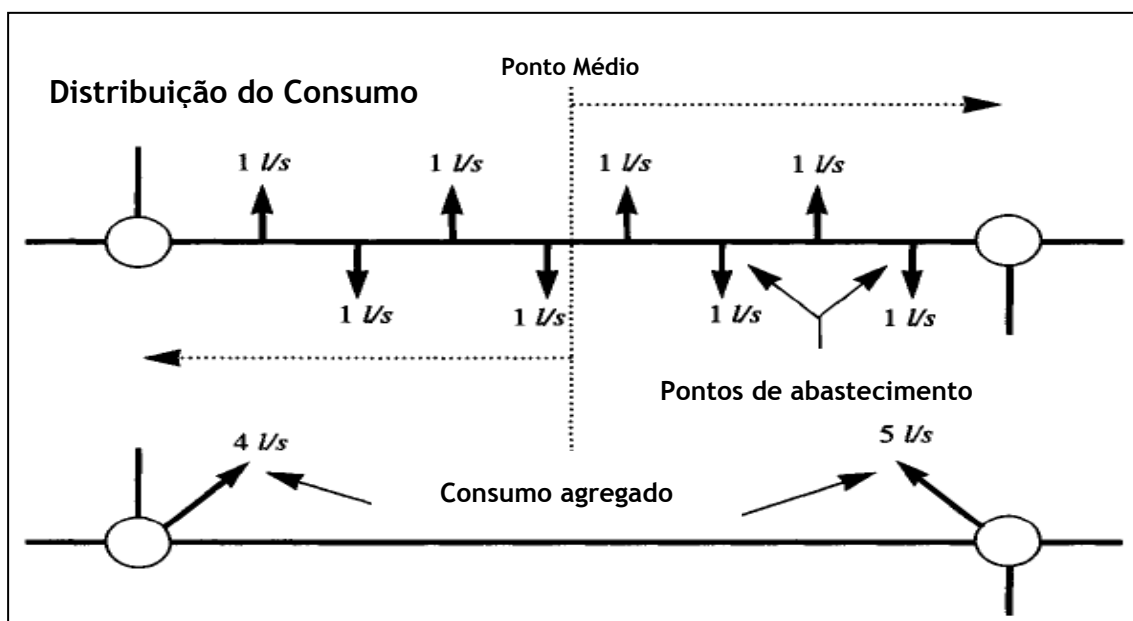 Ponto Médio
Distribuição do Consumo
1 l/s 1 l/s 1 l/s 1 l/s
1 l/s 1 l/s 1 l/s 1 l/s
Pontos de abastecimento
4 l/s 5 l/s
Consumo agregado